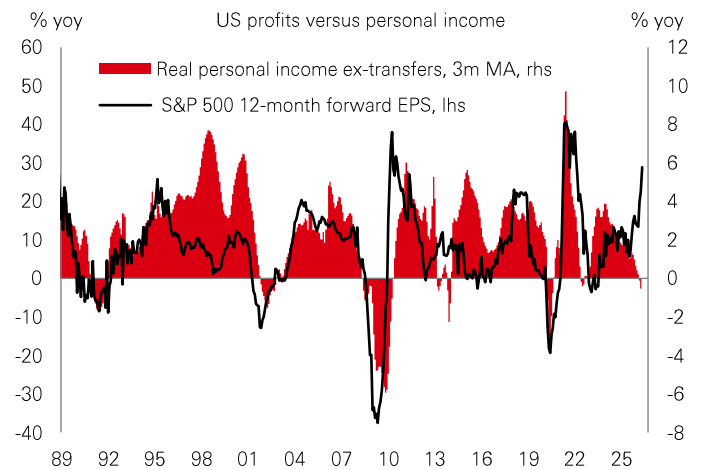 % yoy US profits versus personal income % yoy
Real personal income ex-transfers, 3m MA, rhs
S&P 500 12-month forward EPS, lhs
60 12
50 10
40 8
30 6
20 4
10 2
0 0
-10 -2
-20 -4
-30 -6
-40 -8
89 92 95 98 01 04 07 10 13 16 19 22 25